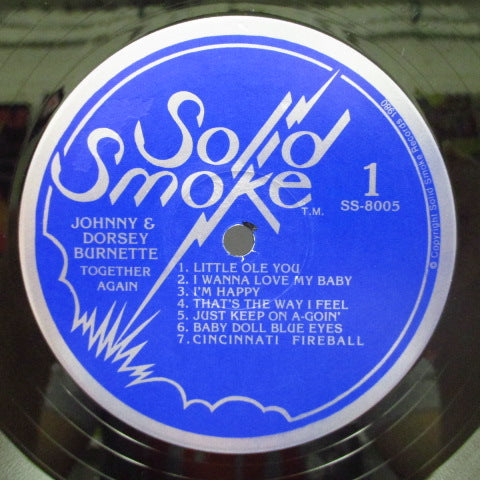 Solid
Smoke
T.M.
1
SS-8005
JOHNNY &
DORSEY
BURNETTE
TOGETHER
AGAIN
1. LITTLE OLE YOU
2. I WANNA LOVE MY BABY
3. I'M HAPPY
4. THAT'S THE WAY I FEEL
5. JUST KEEP ON A-GOIN'
6. BABY DOLL BLUE EYES
7. CINCINNATI FIREBALL
© Copyright Solid Smoke Records 1980